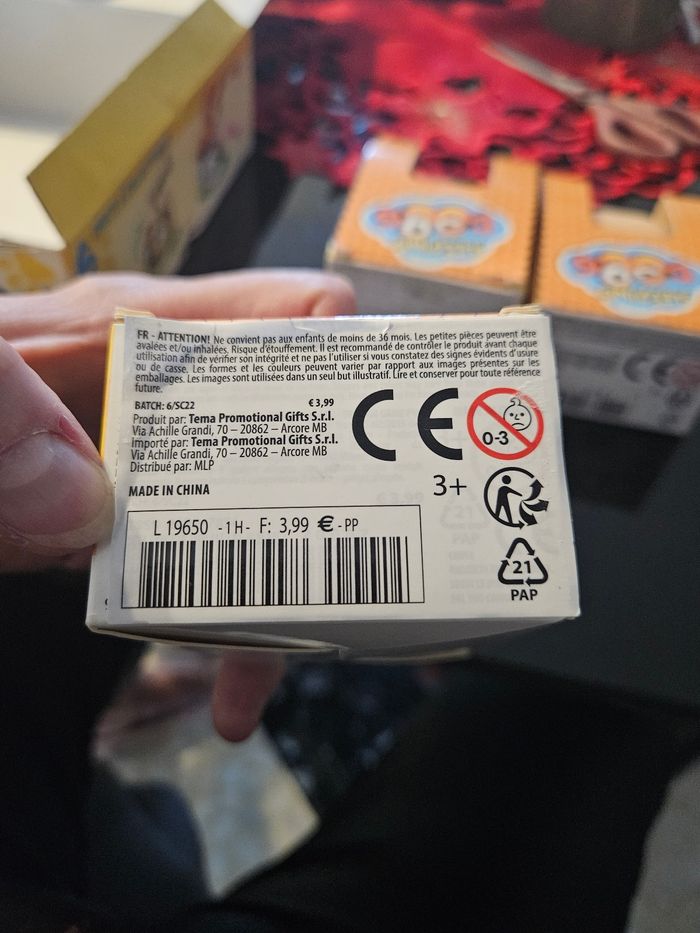 FR - ATTENTION! Ne convient pas aux enfants de moins de 36 mois. Les petites pièces peuvent être
avalées et/ou inhalées. Risque d'étouffement. Il est recommandé de contrôler le produit avant chaque
utilisation afin de vérifier son intégrité et ne pas l'utiliser si vous constatez des signes évidents d'usure
ou de casse. Les formes et les couleurs peuvent varier par rapport aux images présentes sur les
emballages. Les images sont utilisées dans un seul but illustratif. Lire et conserver pour toute référence
future.
BATCH: 6/SC22 €3,99
Produit par: Tema Promotional Gifts S.r.l.
Via Achille Grandi, 70 – 20862 – Arcore MB
Importé par: Tema Promotional Gifts S.r.l.
Via Achille Grandi, 70 – 20862 – Arcore MB
Distribué par: MLP
CE
0-3
MADE IN CHINA
3+
L 19650 -1H- F: 3,99 € -PP
21
PAP